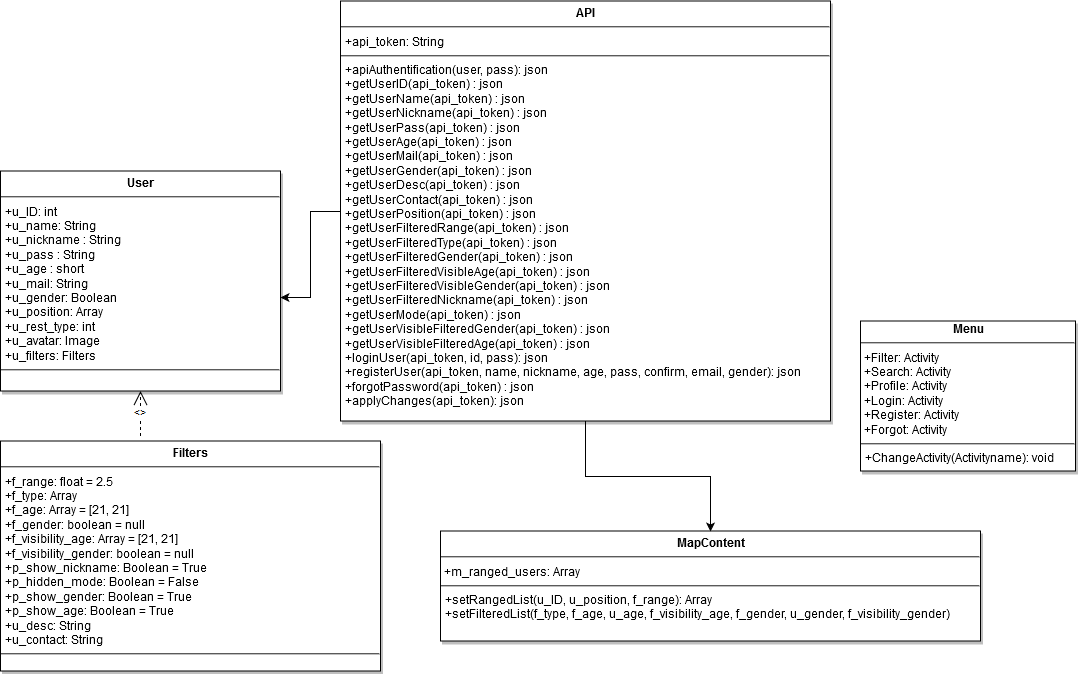 API
+api_token: String
+apiAuthentification(user, pass): json
+getUserID(api_token) : json
+getUserName(api_token) : json
+getUserNickname(api_token) : json
+getUserPass(api_token) : json
+getUserAge(api_token) : json
+getUserMail(api_token) : json
+getUserGender(api_token) : json
+getUserDesc(api_token) : json
+getUserContact(api_token) : json
+getUserPosition(api_token) : json
+getUserFilteredRange(api_token) : json
+getUserFilteredType(api_token) : json
+getUserFilteredGender(api_token) : json
+getUserFilteredVisibleAge(api_token) : json
+getUserFilteredVisibleGender(api_token) : json
+getUserFilteredNickname(api_token) : json
+getUserMode(api_token) : json
+getUserVisibleFilteredGender(api_token) : json
+getUserVisibleFilteredAge(api_token) : json
+loginUser(api_token, id, pass): json
+registerUser(api_token, name, nickname, age, pass, confirm, email, gender): json
+forgotPassword(api_token) : json
+applyChanges(api_token): json
User
+u_ID: int
+u_name: String
+u_nickname : String
+u_pass : String
+u_age : short
+u_mail: String
+u_gender: Boolean
+u_position: Array
+u_rest_type: int
+u_avatar: Image
+u_filters: Filters
<>
Menu
+Filter: Activity
+Search: Activity
+Profile: Activity
+Login: Activity
+Register: Activity
+Forgot: Activity
+ChangeActivity(Activityname): void
Filters
+f_range: float = 2.5
+f_type: Array
+f_age: Array = [21, 21]
+f_gender: boolean = null
+f_visibility_age: Array = [21, 21]
+f_visibility_gender: boolean = null
+p_show_nickname: Boolean = True
+p_hidden_mode: Boolean = False
+p_show_gender: Boolean = True
+p_show_age: Boolean = True
+u_desc: String
+u_contact: String
MapContent
+m_ranged_users: Array
+setRangedList(u_ID, u_position, f_range): Array
+setFilteredList(f_type, f_age, u_age, f_visibility_age, f_gender, u_gender, f_visibility_gender)